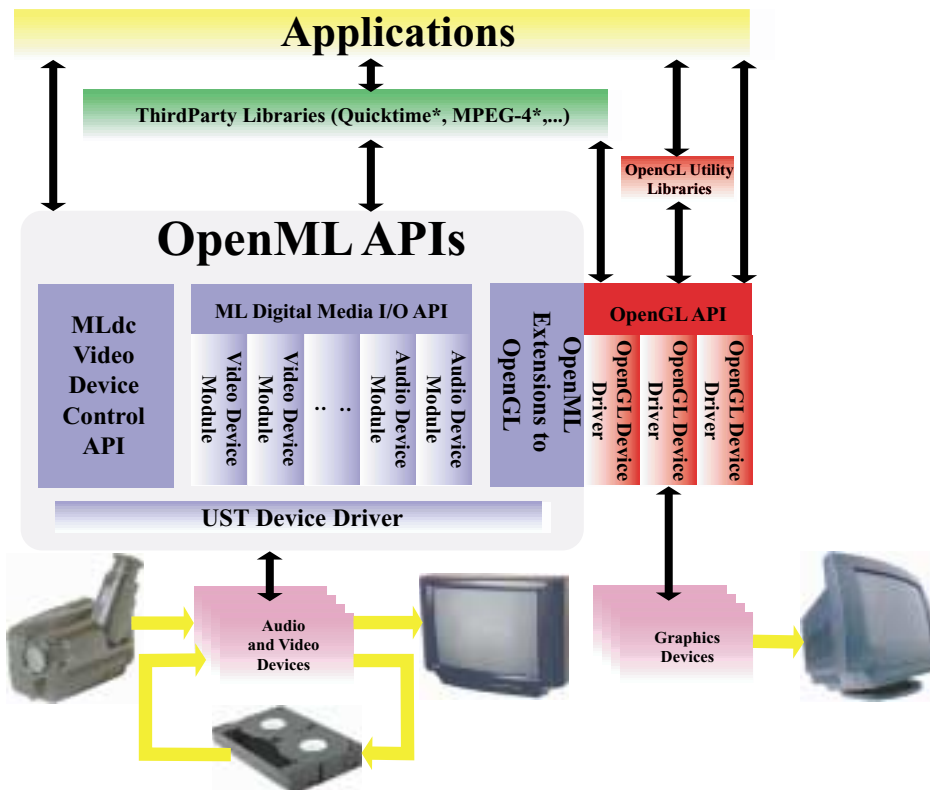 Applications
ThirdParty Libraries (Quicktime*, MPEG-4*,...)
OpenGL Utility
Libraries
OpenML APIs
MLdc
Video
Device
Control
API
ML Digital Media I/O API
Video Device
Module
Video Device
Module
.. ..
Audio Device
Module
Audio Device
Module
OpenML
Extensions to
OpenGL
OpenGL API
OpenGL Device
Driver
OpenGL Device
Driver
OpenGL Device
Driver
UST Device Driver
Audio
and Video
Devices
Graphics
Devices